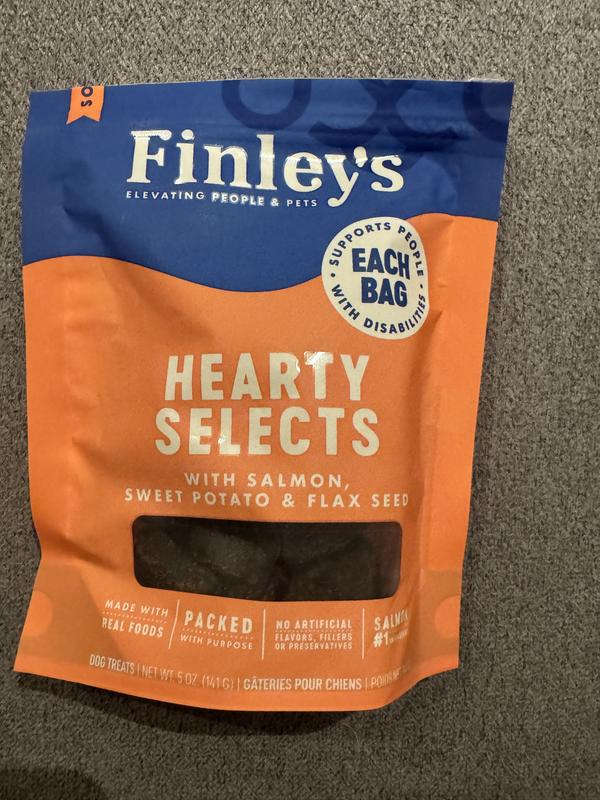 Finley's
ELEVATING PEOPLE & PETS
SUPPORTS PEOPLE
EACH
BAG
WITH DISABILITIES
HEARTY
SELECTS
WITH SALMON,
SWEET POTATO & FLAX SEED
MADE WITH
REAL FOODS
PACKED
WITH PURPOSE
NO ARTIFICIAL
FLAVORS, FILLERS
OR PRESERVATIVES
SALMON
#1
DOG TREATS | NET WT. 5 OZ. (141 G) | GÂTERIES POUR CHIENS |